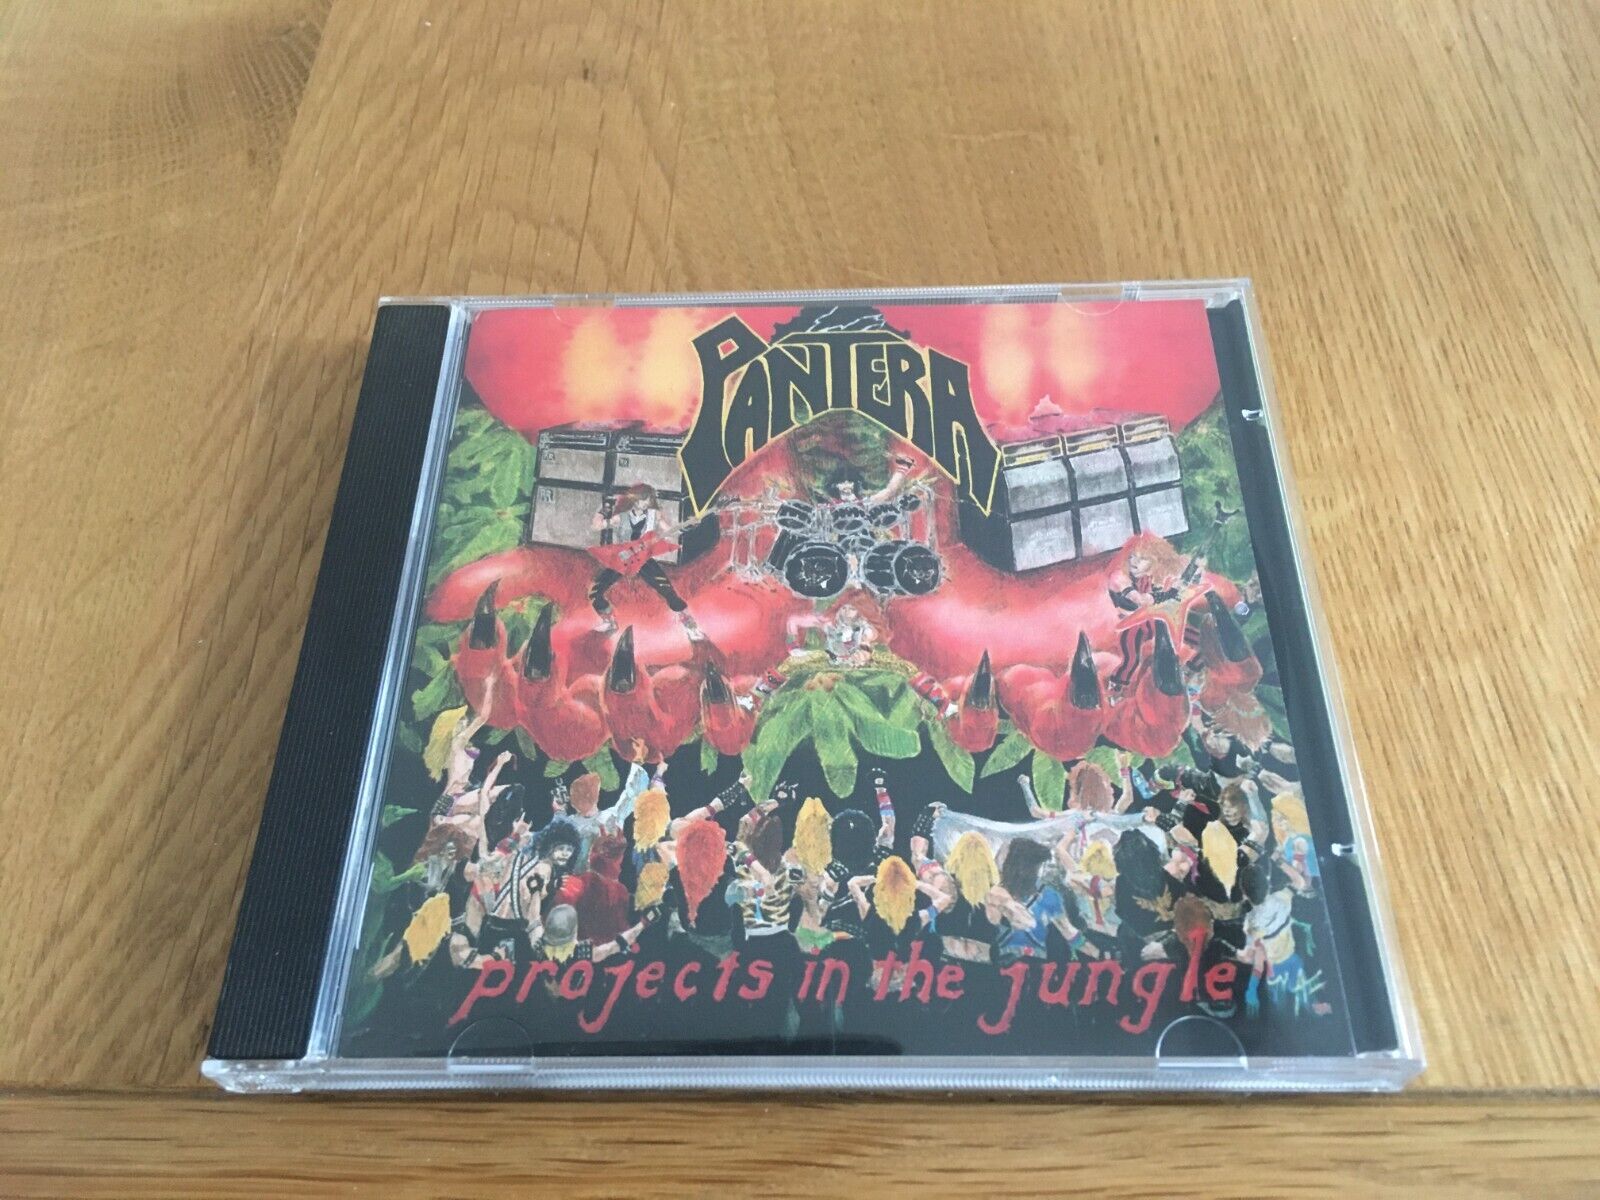 PANTERA
projects in the jungle